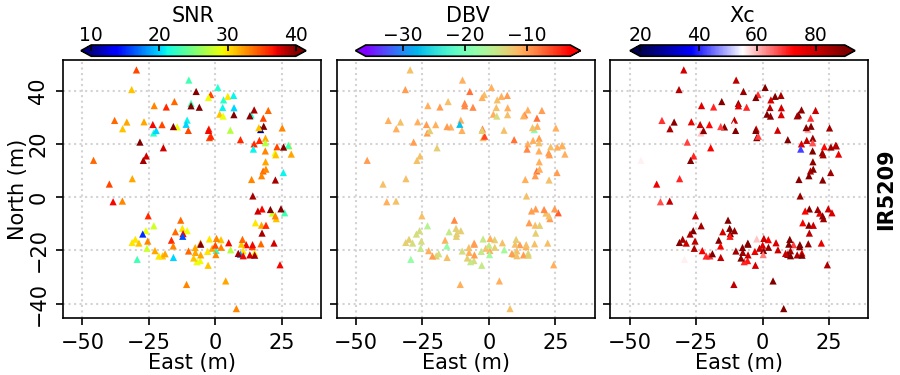 SNR DBV Xc
10 20 30 40 −30 −20 −10 20 40 60 80
40
20
0
−20
−40
North (m)
−50 −25 0 25 −50 −25 0 25 −50 −25 0 25
East (m) East (m) East (m)
IR5209